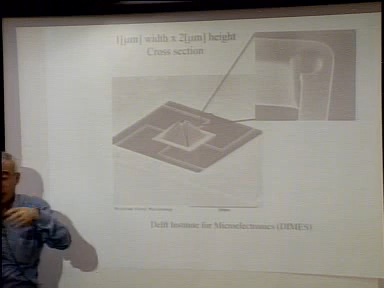 1[μm] width x 2[μm] height
Cross section
Delft Institute for Microelectronics (DIMES)